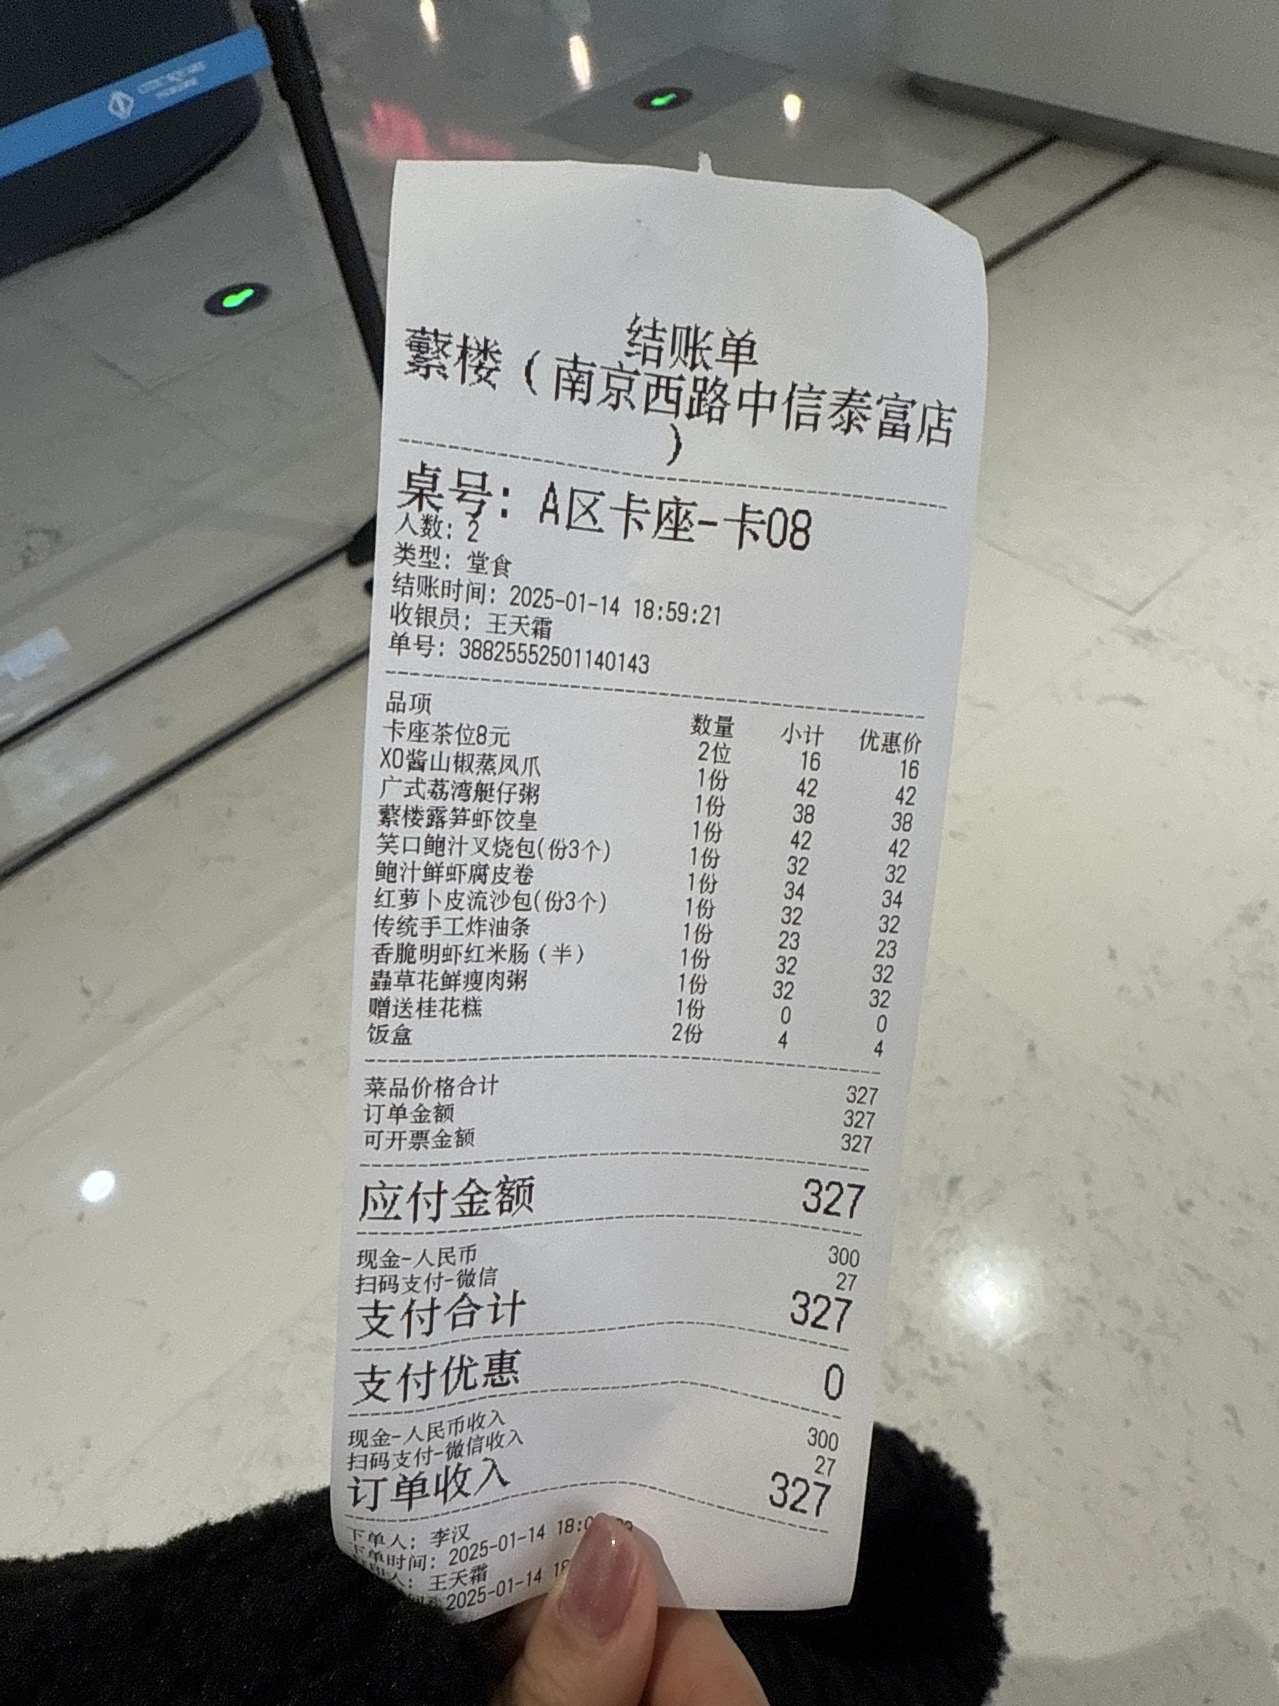 结账单
蘩楼（南京西路中信泰富店
）
桌号：A区卡座-卡08
人数：2
类型：堂食
结账时间：2025-01-14 18:59:21
收银员：王天霜
单号：38825552501140143
品项 数量 小计 优惠价
卡座茶位8元 2位 16 16
XO酱山椒蒸凤爪 1份 42 42
广式荔湾艇仔粥 1份 38 38
蘩楼露笋虾饺皇 1份 42 42
笑口鲍汁叉烧包(份3个) 1份 32 32
鲍汁鲜虾腐皮卷 1份 34 34
红萝卜皮流沙包(份3个) 1份 32 32
传统手工炸油条 1份 23 23
香脆明虾红米肠（半） 1份 32 32
蟲草花鲜瘦肉粥 1份 32 32
赠送桂花糕 1份 0 0
饭盒 2份 4 4
菜品价格合计 327
订单金额 327
可开票金额 327
应付金额 327
现金-人民币 300
扫码支付-微信 27
支付合计 327
支付优惠 0
现金-人民币收入 300
扫码支付-微信收入 27
订单收入 327
下单人：李汉
下单时间：2025-01-14
王天霜
2025-01-14